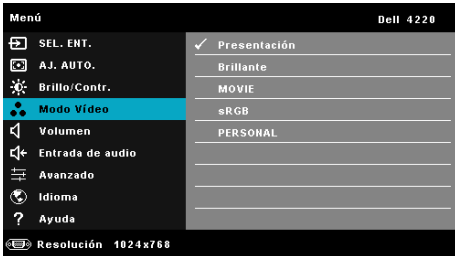 Menú
Dell 4220
SEL. ENT.
AJ. AUTO.
Brillo/Contr.
Modo Vídeo
Volumen
Entrada de audio
Avanzado
Idioma
? Ayuda
✓ Presentación
Brillante
MOVIE
sRGB
PERSONAL
Resolución 1024x768